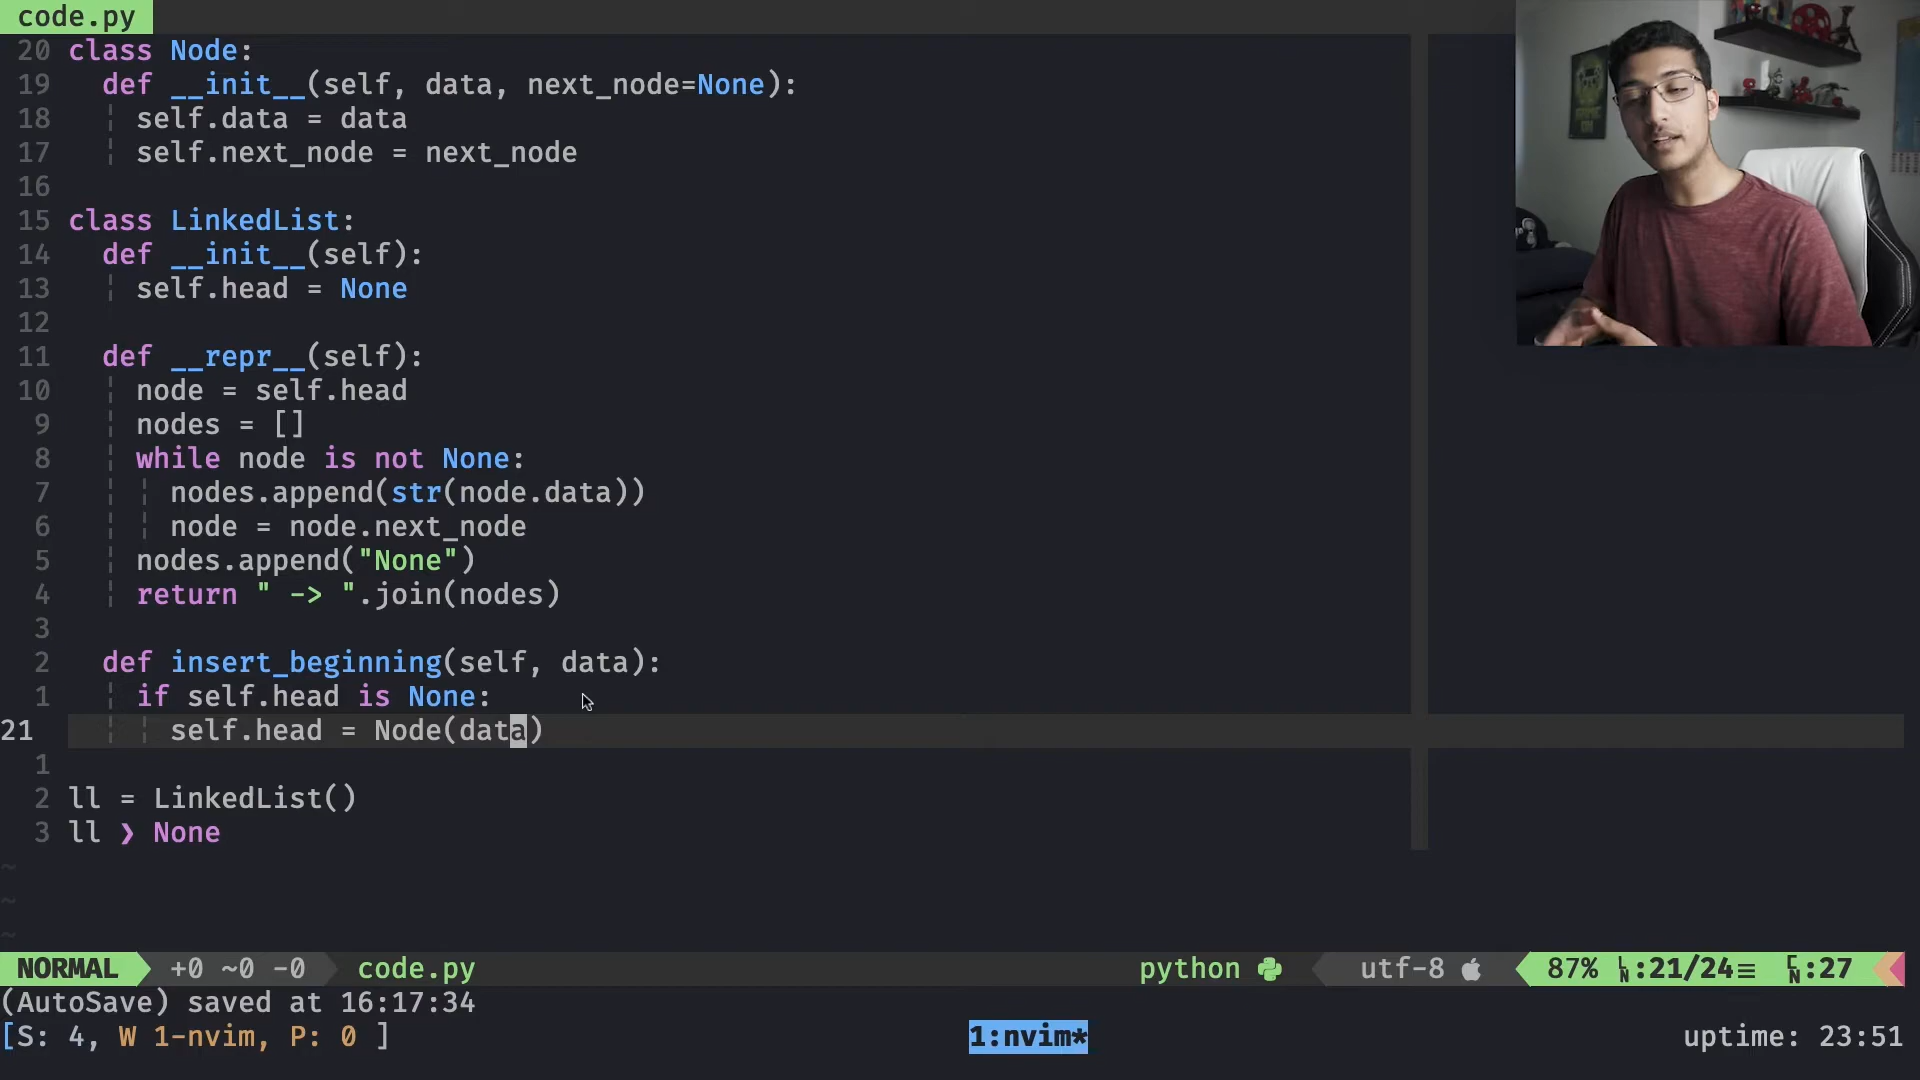 code.py
20 class Node:
19 def __init__(self, data, next_node=None):
18 self.data = data
17 self.next_node = next_node
16
15 class LinkedList:
14 def __init__(self):
13 self.head = None
12
11 def __repr__(self):
10 node = self.head
9 nodes = []
8 while node is not None:
7 nodes.append(str(node.data))
6 node = node.next_node
5 nodes.append("None")
4 return " -> ".join(nodes)
3
2 def insert_beginning(self, data):
1 if self.head is None:
21 self.head = Node(data)
1
2 ll = LinkedList()
3 ll ❯ None
~
~
~
NORMAL +0 ~0 -0 code.py python utf-8 87% LN:21/24≡ CN:27
(AutoSave) saved at 16:17:34
[S: 4, W 1-nvim, P: 0 ] 1:nvim* uptime: 23:51